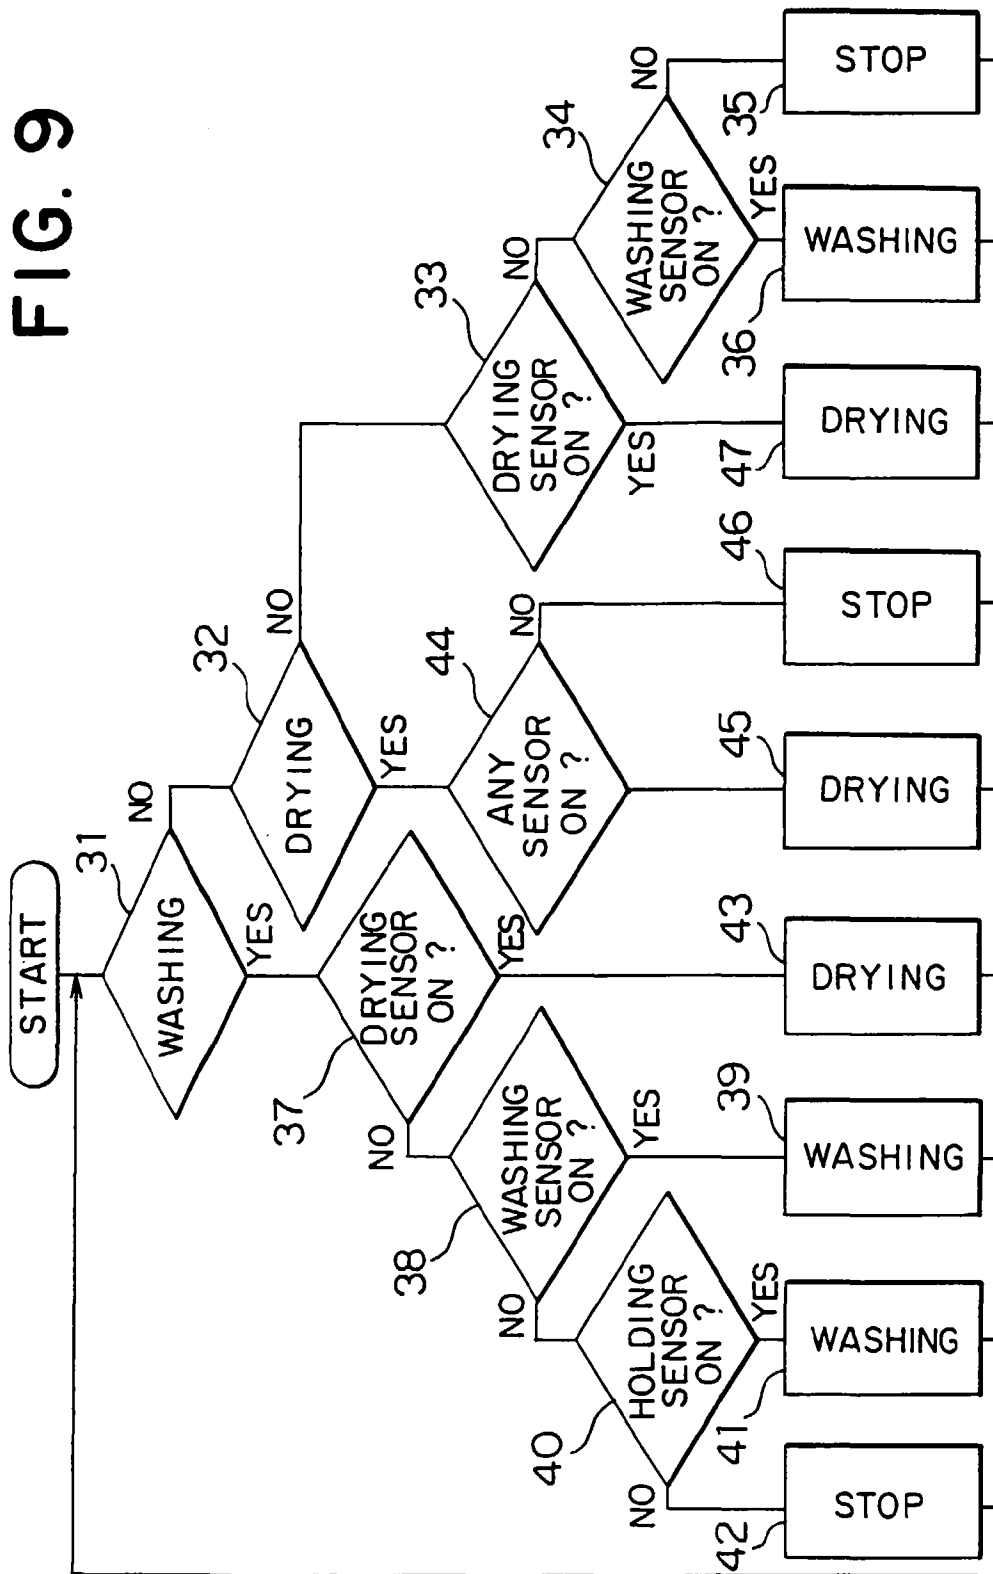 FIG. 9
START
31
WASHING
NO
YES
32
DRYING
NO
YES
37
DRYING
SENSOR
ON ?
NO
YES
44
ANY
SENSOR
ON ?
NO
33
DRYING
SENSOR
ON ?
NO
YES
38
WASHING
SENSOR
ON ?
NO
YES
34
WASHING
SENSOR
ON ?
NO
YES
40
HOLDING
SENSOR
ON ?
NO
YES
42
STOP
41
WASHING
39
WASHING
43
DRYING
45
DRYING
46
STOP
47
DRYING
36
WASHING
35
STOP